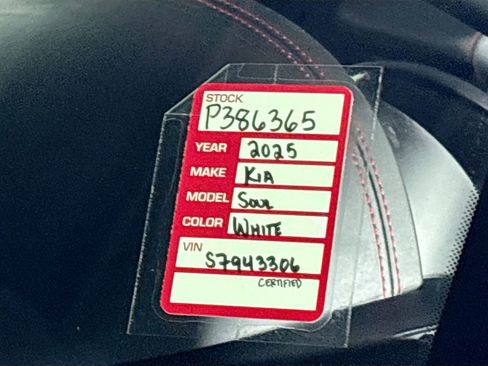 STOCK
P386365
YEAR 2025
MAKE KIA
MODEL Soul
COLOR WHITE
VIN
S7943306
CERTIFIED